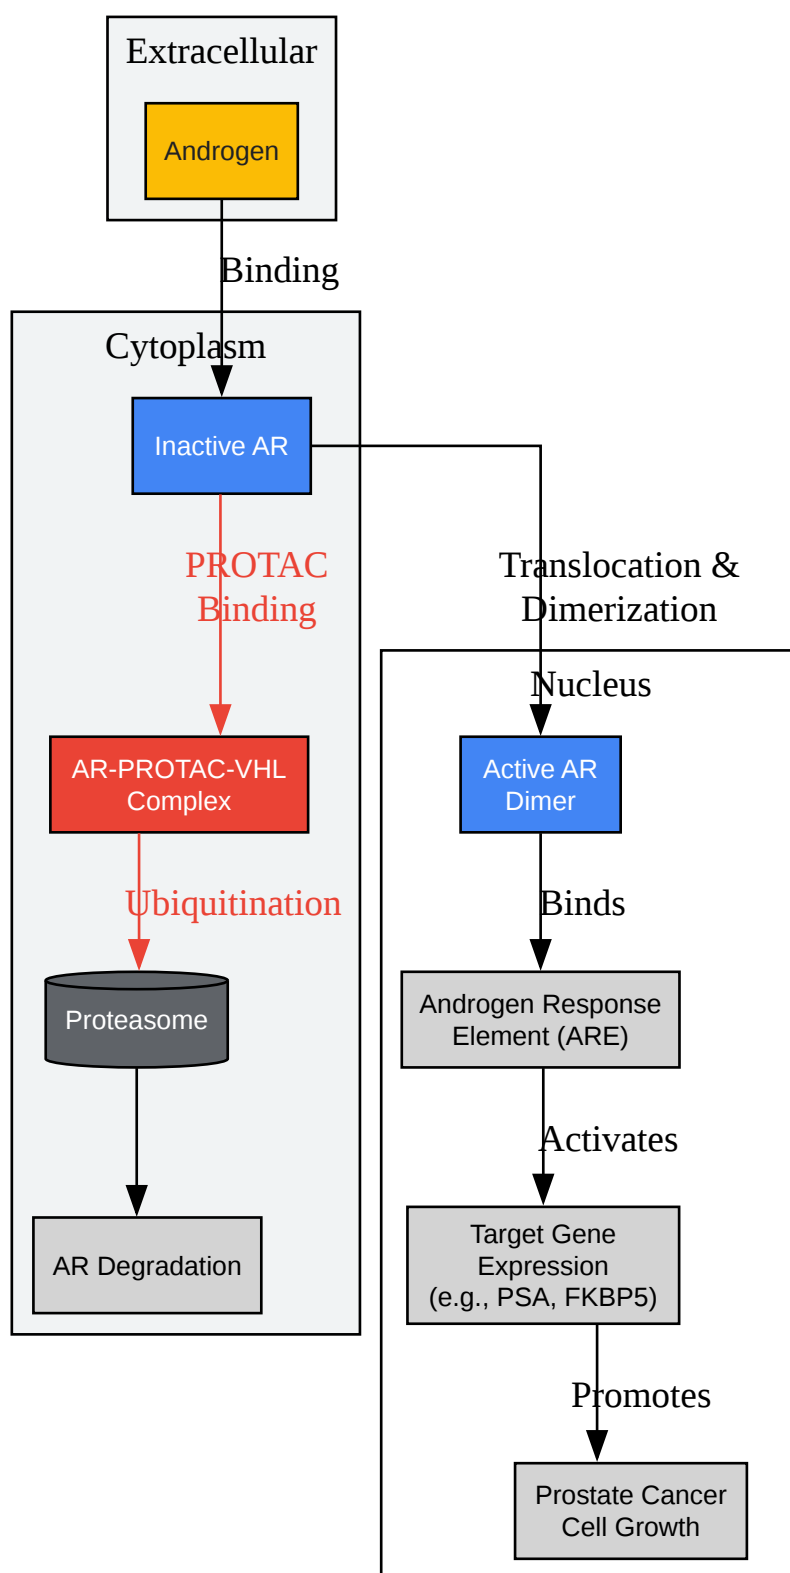 Extracellular
Androgen
Binding
Cytoplasm
Inactive AR
PROTAC
Binding
Translocation &
Dimerization
Nucleus
AR-PROTAC-VHL
Complex
Active AR
Dimer
Ubiquitination
Binds
Proteasome
Androgen Response
Element (ARE)
Activates
AR Degradation
Target Gene
Expression
(e.g., PSA, FKBP5)
Promotes
Prostate Cancer
Cell Growth